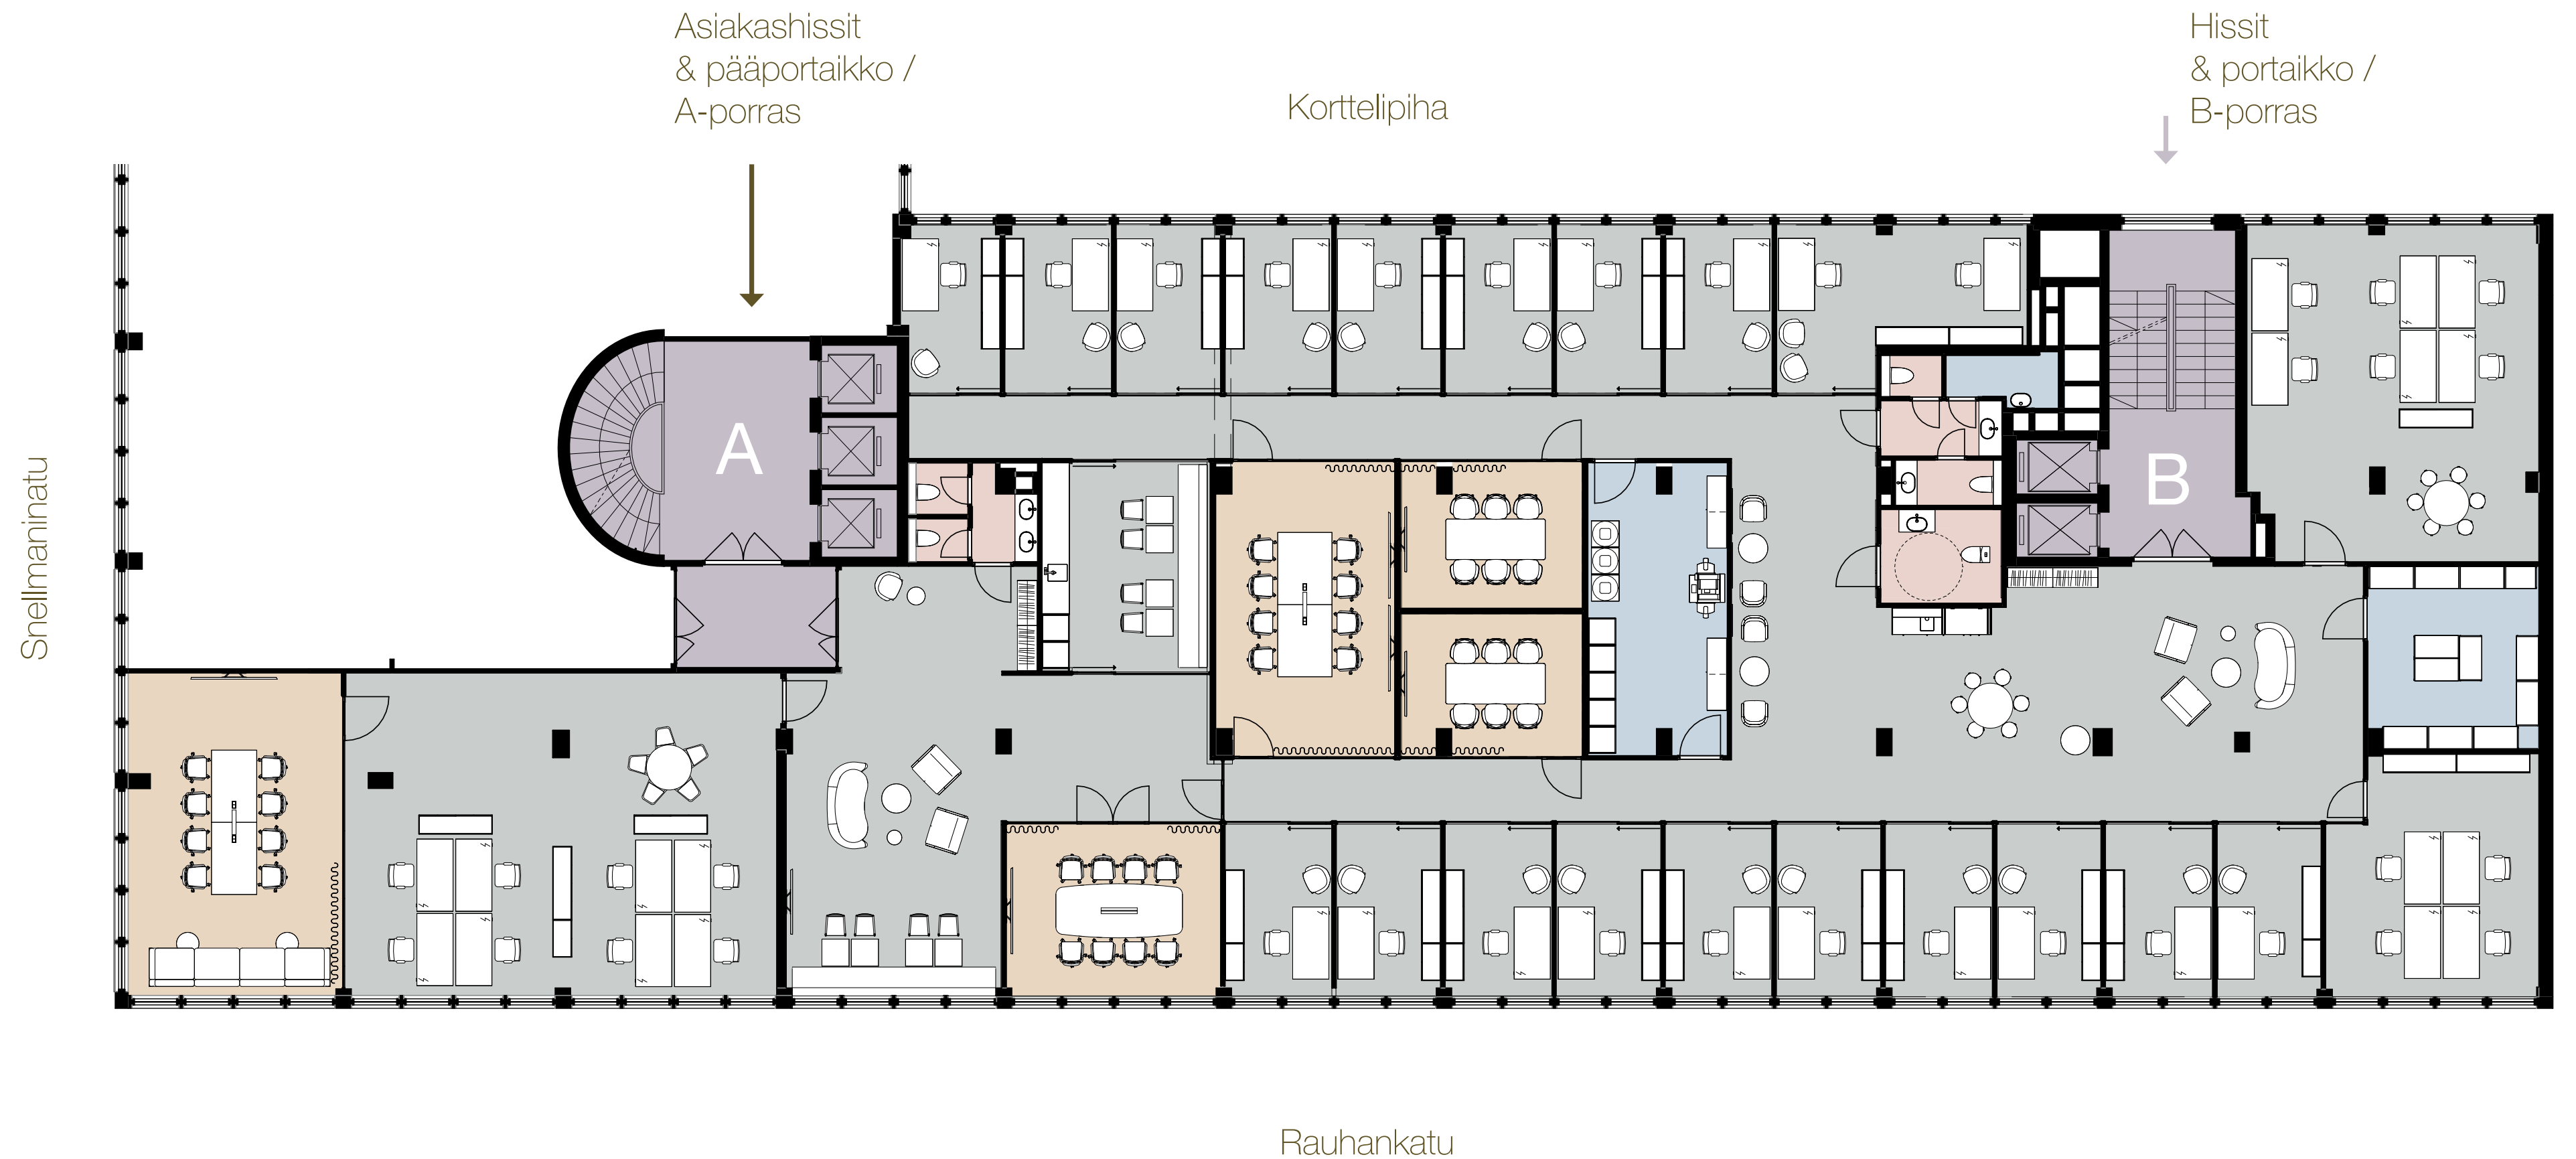 Asiakashissit
& pääportaikko /
A-porras
Korttelipiha
Hissit
& portaikko /
B-porras
A
B
Snellmaninatu
Rauhankatu